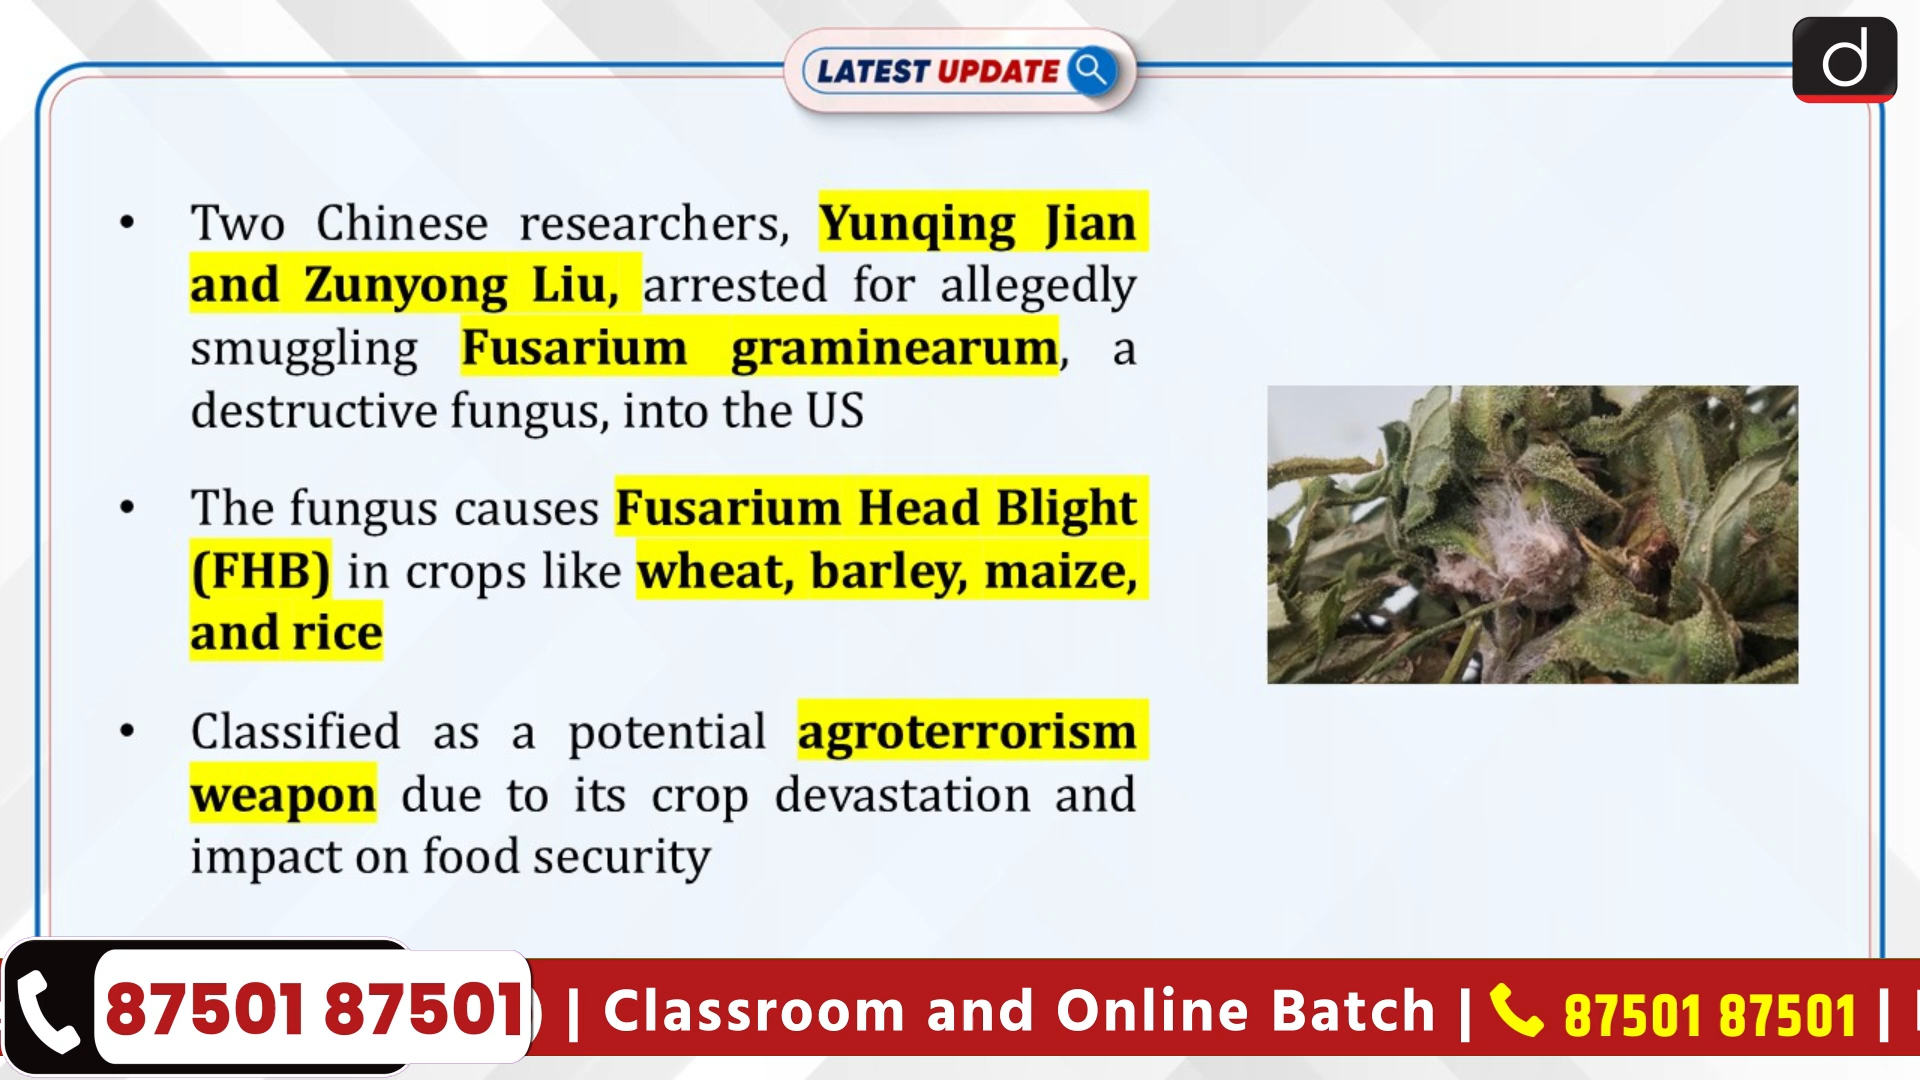 LATEST UPDATE
d
• Two Chinese researchers, Yunqing Jian
and Zunyong Liu, arrested for allegedly
smuggling Fusarium graminearum, a
destructive fungus, into the US
• The fungus causes Fusarium Head Blight
(FHB) in crops like wheat, barley, maize,
and rice
• Classified as a potential agroterrorism
weapon due to its crop devastation and
impact on food security
87501 87501 ) | Classroom and Online Batch | 87501 87501 |